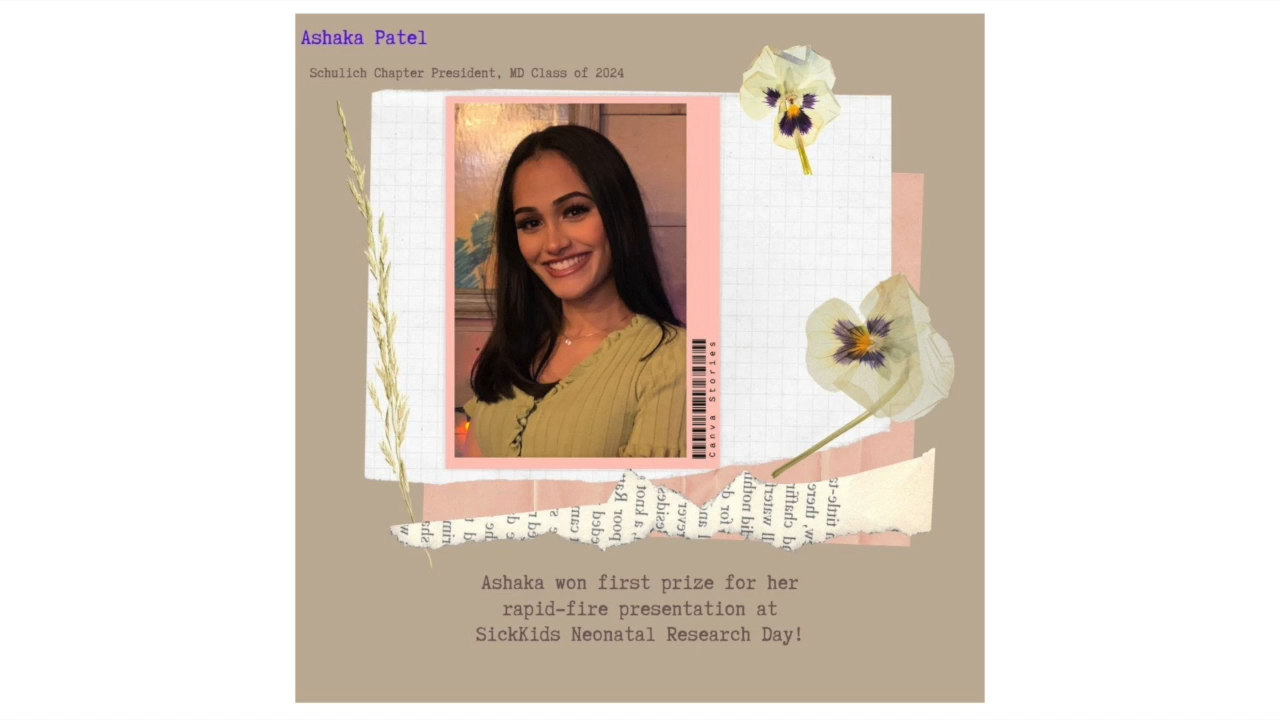 Ashaka Patel
Schulich Chapter President, MD Class of 2024
Canva Stories
Ashaka won first prize for her
rapid-fire presentation at
SickKids Neonatal Research Day!